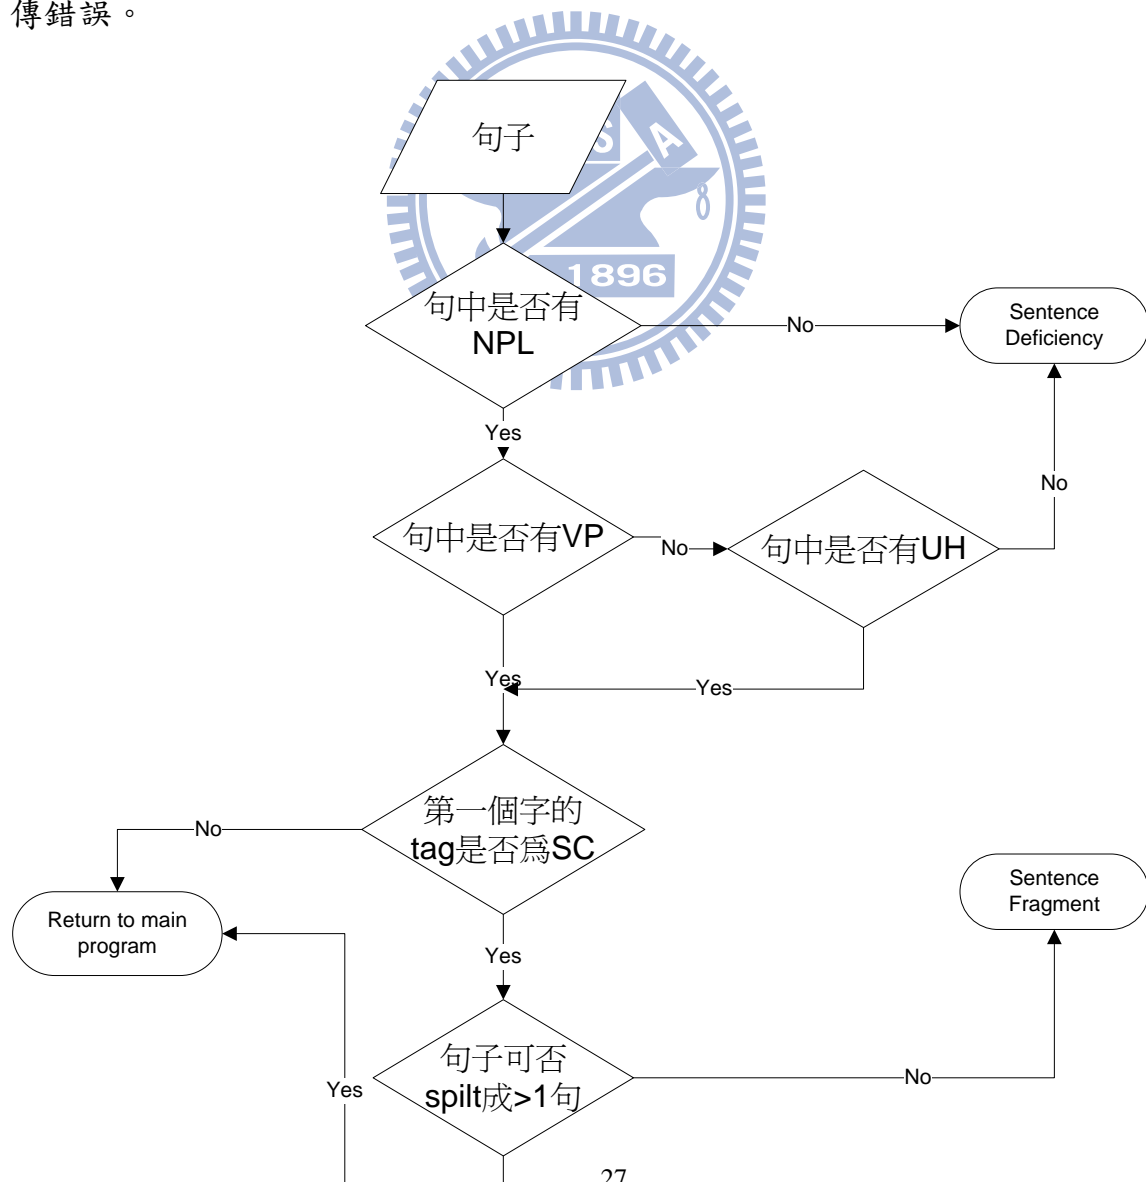 傳錯誤。
句子
S
A
1896
句中是否有
NPL
No
Sentence
Deficiency
Yes
句中是否有VP
No
句中是否有UH
No
Yes
Yes
第一個字的
tag是否為SC
No
Return to main
program
Sentence
Fragment
Yes
句子可否
spilt成>1句
No
Yes
27